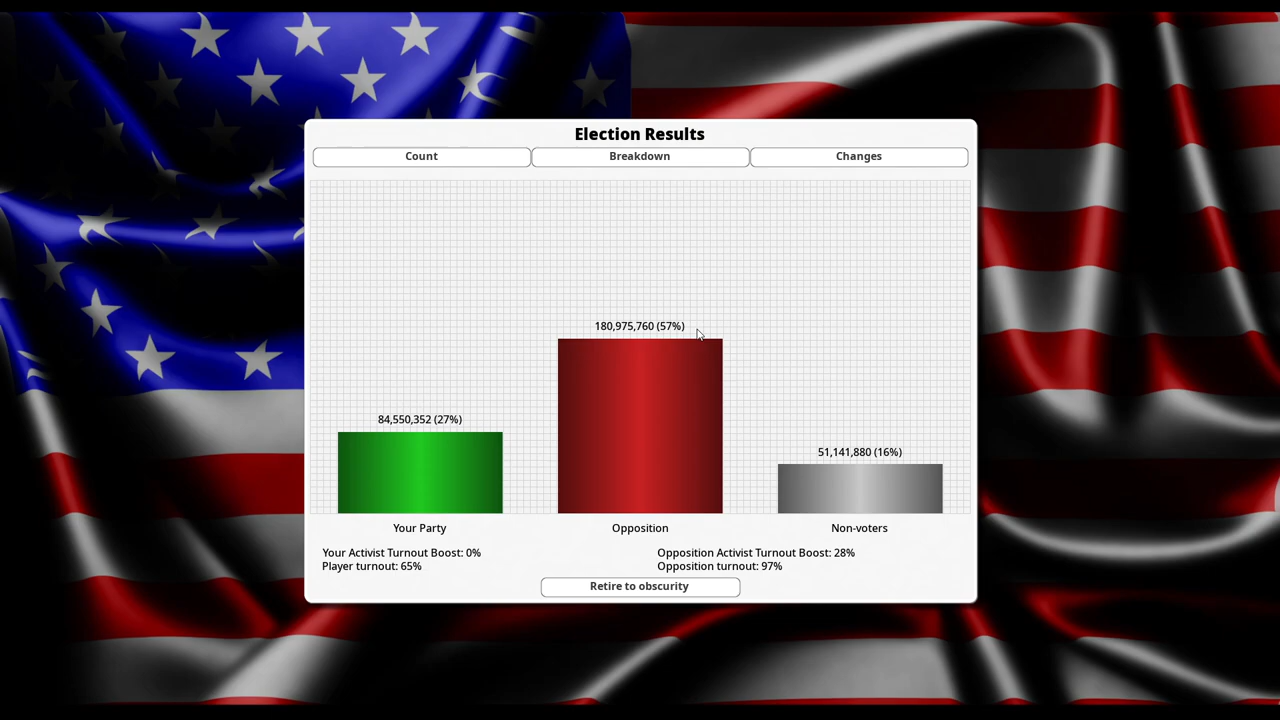 Election Results
Count
Breakdown
Changes
180,975,760 (57%)
84,550,352 (27%)
51,141,880 (16%)
Your Party
Opposition
Non-voters
Your Activist Turnout Boost: 0%
Opposition Activist Turnout Boost: 28%
Player turnout: 65%
Opposition turnout: 97%
Retire to obscurity